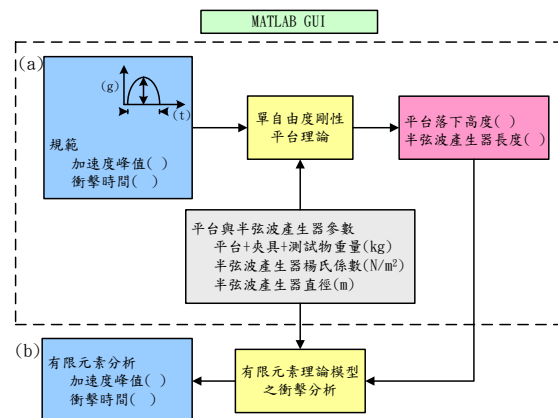 MATLAB GUI
(a)
(g)
(t)
規範
加速度峰值( )
衝擊時間( )
單自由度剛性
平台理論
平台落下高度( )
半弦波產生器長度( )
平台與半弦波產生器參數
平台+夾具+測試物重量(kg)
半弦波產生器楊氏係數(N/m²)
半弦波產生器直徑(m)
(b)
有限元素分析
加速度峰值( )
衝擊時間( )
有限元素理論模型
之衝擊分析